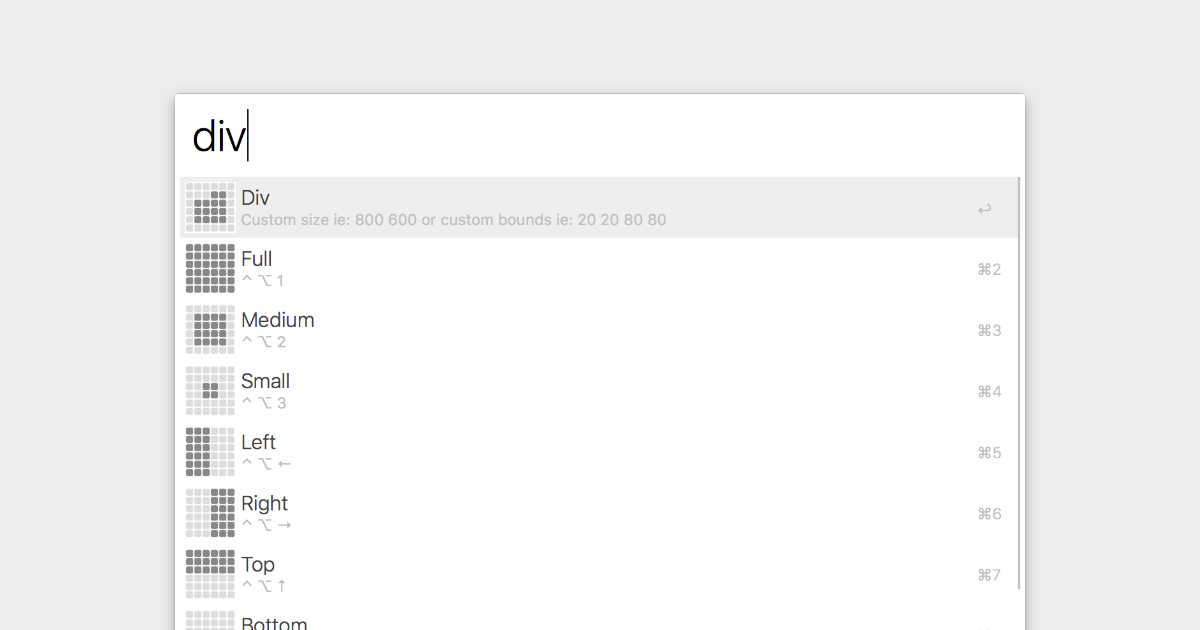 div
Div
Custom size ie: 800 600 or custom bounds ie: 20 20 80 80
↩
Full
⌃ ⌥ 1
⌘2
Medium
⌃ ⌥ 2
⌘3
Small
⌃ ⌥ 3
⌘4
Left
⌃ ⌥ ←
⌘5
Right
⌃ ⌥ →
⌘6
Top
⌃ ⌥ ↑
⌘7
Bottom